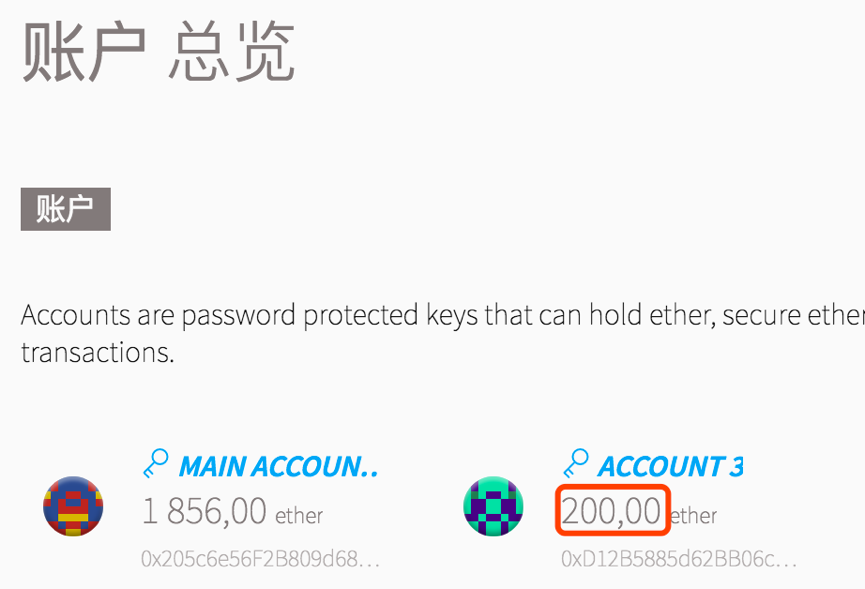 账户 总览
账户
Accounts are password protected keys that can hold ether, secure ether
transactions.
MAIN ACCOUN.. ACCOUNT 3
1 856,00 ether 200,00 ether
0x205c6e56F2B809d68... 0xD12B5885d62BB06c...